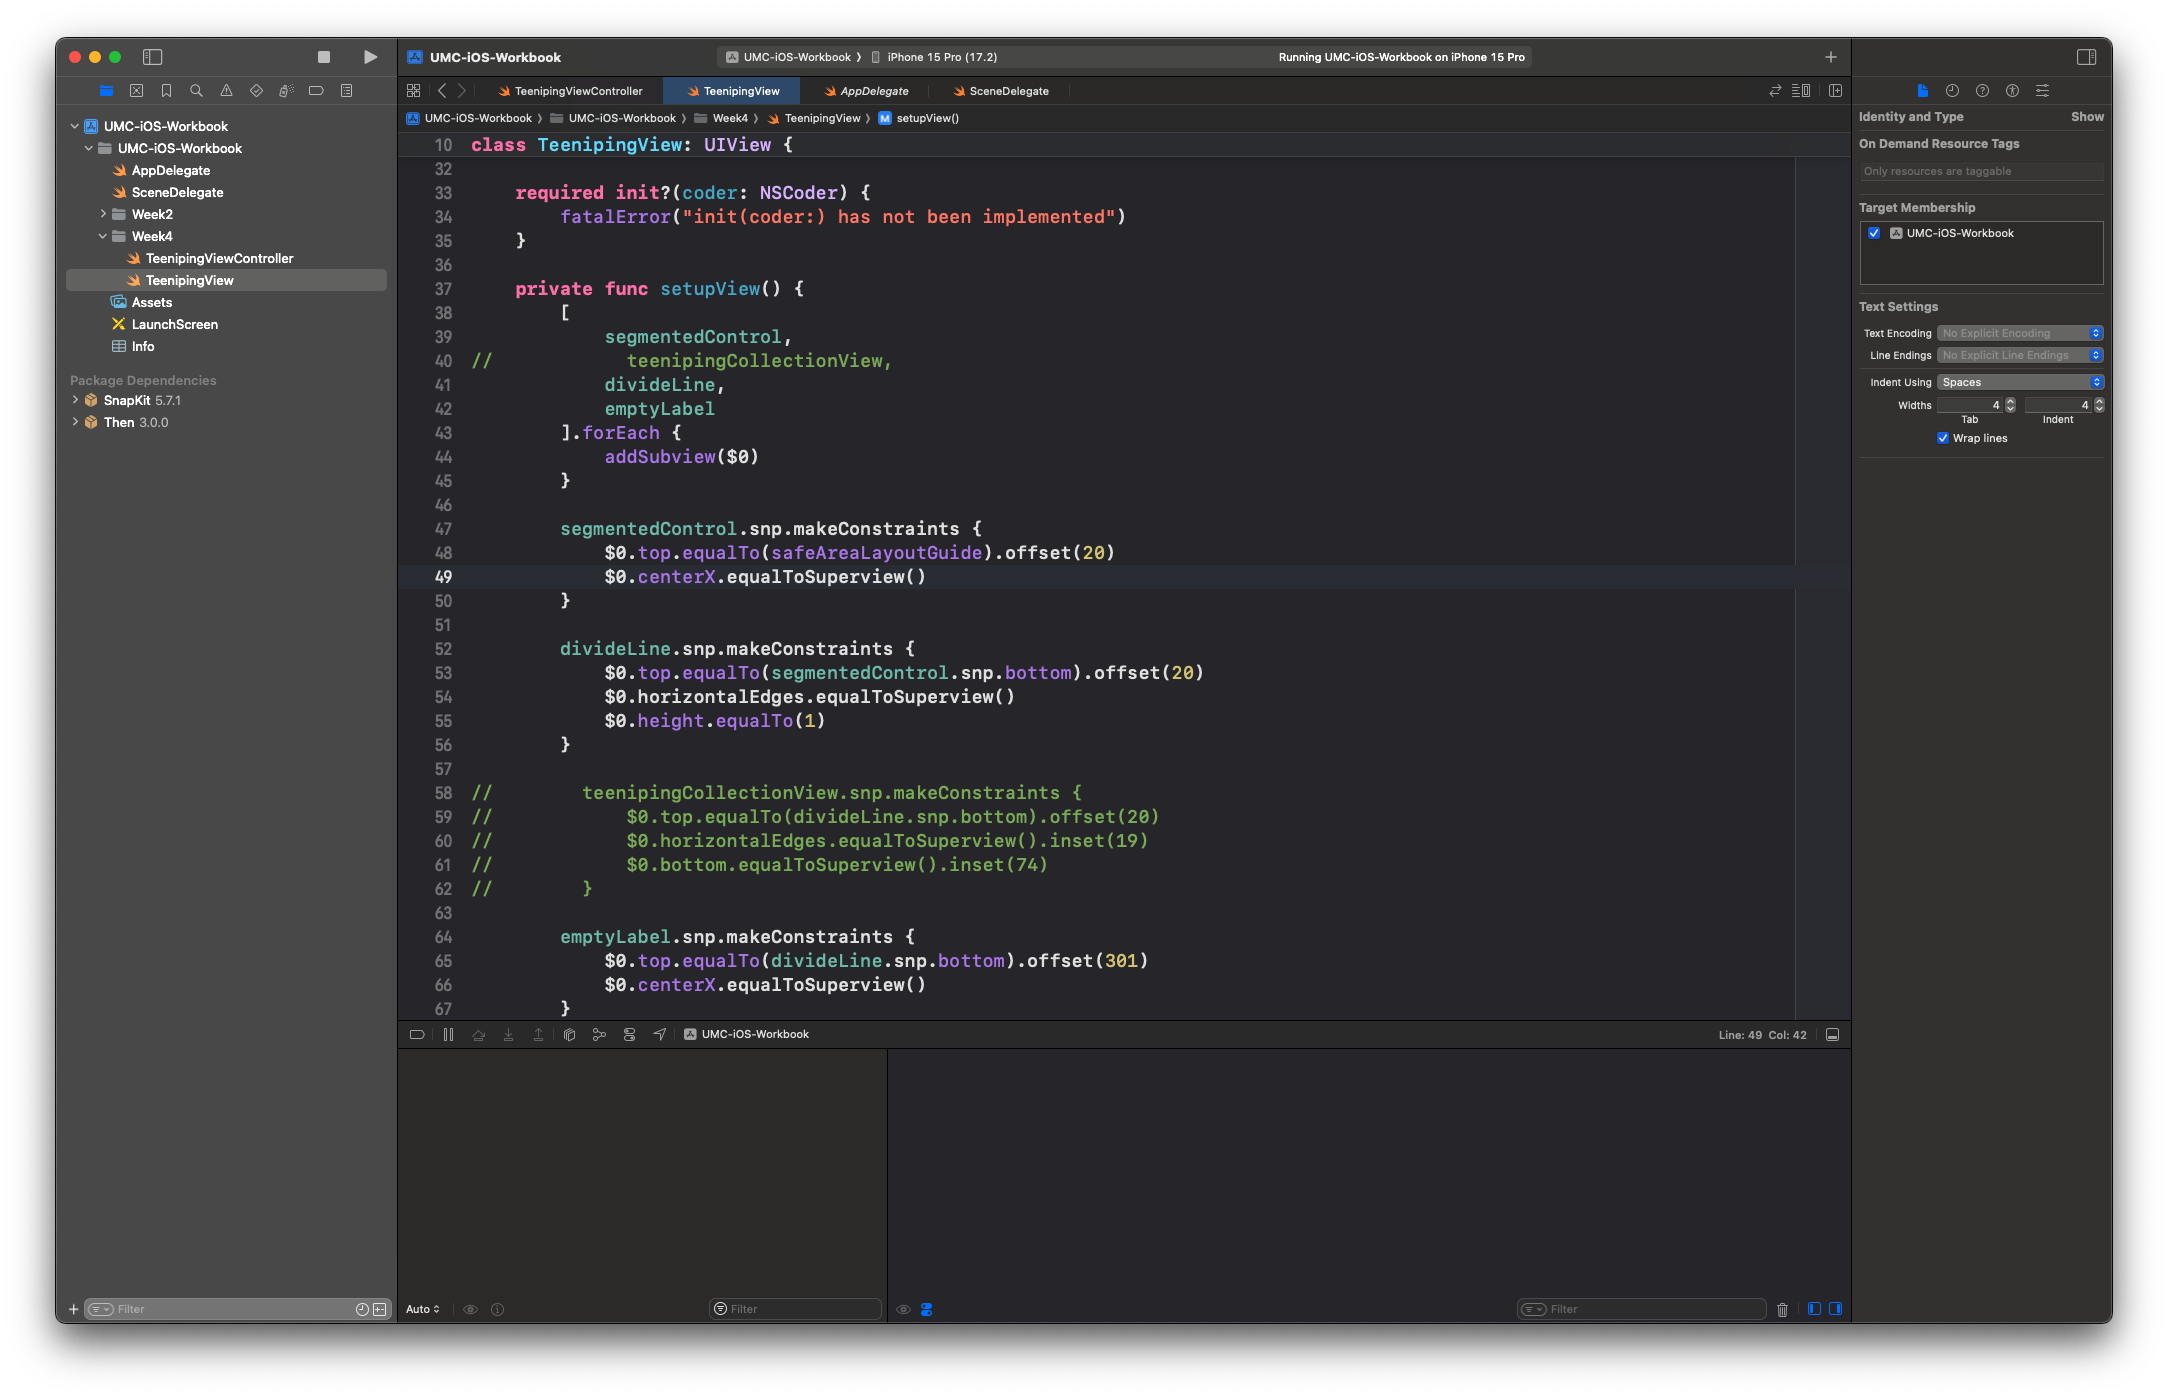 UMC-iOS-Workbook
UMC-iOS-Workbook 〉 iPhone 15 Pro (17.2)
Running UMC-iOS-Workbook on iPhone 15 Pro
TeenipingViewController
TeenipingView
AppDelegate
SceneDelegate
UMC-iOS-Workbook 〉 UMC-iOS-Workbook 〉 Week4 〉 TeenipingView 〉 M setupView()
UMC-iOS-Workbook
UMC-iOS-Workbook
AppDelegate
SceneDelegate
Week2
Week4
TeenipingViewController
TeenipingView
Assets
LaunchScreen
Info
Package Dependencies
SnapKit 5.7.1
Then 3.0.0
Filter
10 class TeenipingView: UIView {
32
33     required init?(coder: NSCoder) {
34         fatalError("init(coder:) has not been implemented")
35     }
36
37     private func setupView() {
38         [
39             segmentedControl,
40 //            teenipingCollectionView,
41             divideLine,
42             emptyLabel
43         ].forEach {
44             addSubview($0)
45         }
46
47         segmentedControl.snp.makeConstraints {
48             $0.top.equalTo(safeAreaLayoutGuide).offset(20)
49             $0.centerX.equalToSuperview()
50         }
51
52         divideLine.snp.makeConstraints {
53             $0.top.equalTo(segmentedControl.snp.bottom).offset(20)
54             $0.horizontalEdges.equalToSuperview()
55             $0.height.equalTo(1)
56         }
57
58 //        teenipingCollectionView.snp.makeConstraints {
59 //            $0.top.equalTo(divideLine.snp.bottom).offset(20)
60 //            $0.horizontalEdges.equalToSuperview().inset(19)
61 //            $0.bottom.equalToSuperview().inset(74)
62 //        }
63
64         emptyLabel.snp.makeConstraints {
65             $0.top.equalTo(divideLine.snp.bottom).offset(301)
66             $0.centerX.equalToSuperview()
67         }
UMC-iOS-Workbook
Line: 49 Col: 42
Auto
Filter
Filter
Identity and Type
Show
On Demand Resource Tags
Only resources are taggable
Target Membership
UMC-iOS-Workbook
Text Settings
Text Encoding No Explicit Encoding
Line Endings No Explicit Line Endings
Indent Using Spaces
Widths 4 4
Tab Indent
Wrap lines